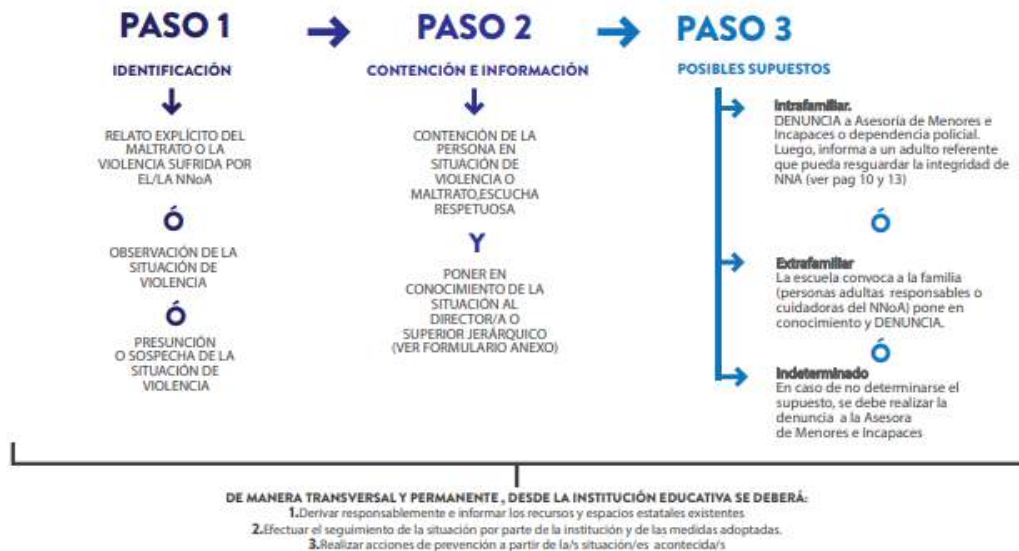 PASO 1
IDENTIFICACIÓN
RELATO EXPLÍCITO DEL
MALTRATO O LA
VIOLENCIA SUFRIDA POR
EL/LA NNoA
Ó
OBSERVACIÓN DE LA
SITUACIÓN DE
VIOLENCIA
Ó
PRESUNCIÓN
O SOSPECHA DE LA
SITUACIÓN DE
VIOLENCIA
PASO 2
CONTENCIÓN E INFORMACIÓN
CONTENCIÓN DE LA
PERSONA EN
SITUACIÓN DE
VIOLENCIA O
MALTRATO,ESCUCHA
RESPETUOSA
Y
PONER EN
CONOCIMIENTO DE LA
SITUACIÓN AL
DIRECTOR/A O
SUPERIOR JERÁRQUICO
(VER FORMULARIO ANEXO)
PASO 3
POSIBLES SUPUESTOS
Intrafamiliar.
DENUNCIA a Asesoría de Menores e
Incapaces o dependencia policial.
Luego, informa a un adulto referente
que pueda resguardar la integridad de
NNA (ver pag 10 y 13)
Ó
Extrafamiliar
La escuela convoca a la familia
(personas adultas responsables o
cuidadoras del NNoA) pone en
conocimiento y DENUNCIA.
Ó
Indeterminado
En caso de no determinarse el
supuesto, se debe realizar la
denuncia a la Asesora
de Menores e Incapaces
DE MANERA TRANSVERSAL Y PERMANENTE , DESDE LA INSTITUCIÓN EDUCATIVA SE DEBERÁ:
1.Derivar responsablemente e informar los recursos y espacios estatales existentes
2.Efectuar el seguimiento de la situación por parte de la institución y de las medidas adoptadas.
3.Realizar acciones de prevención a partir de la/s situación/es acontecida/s